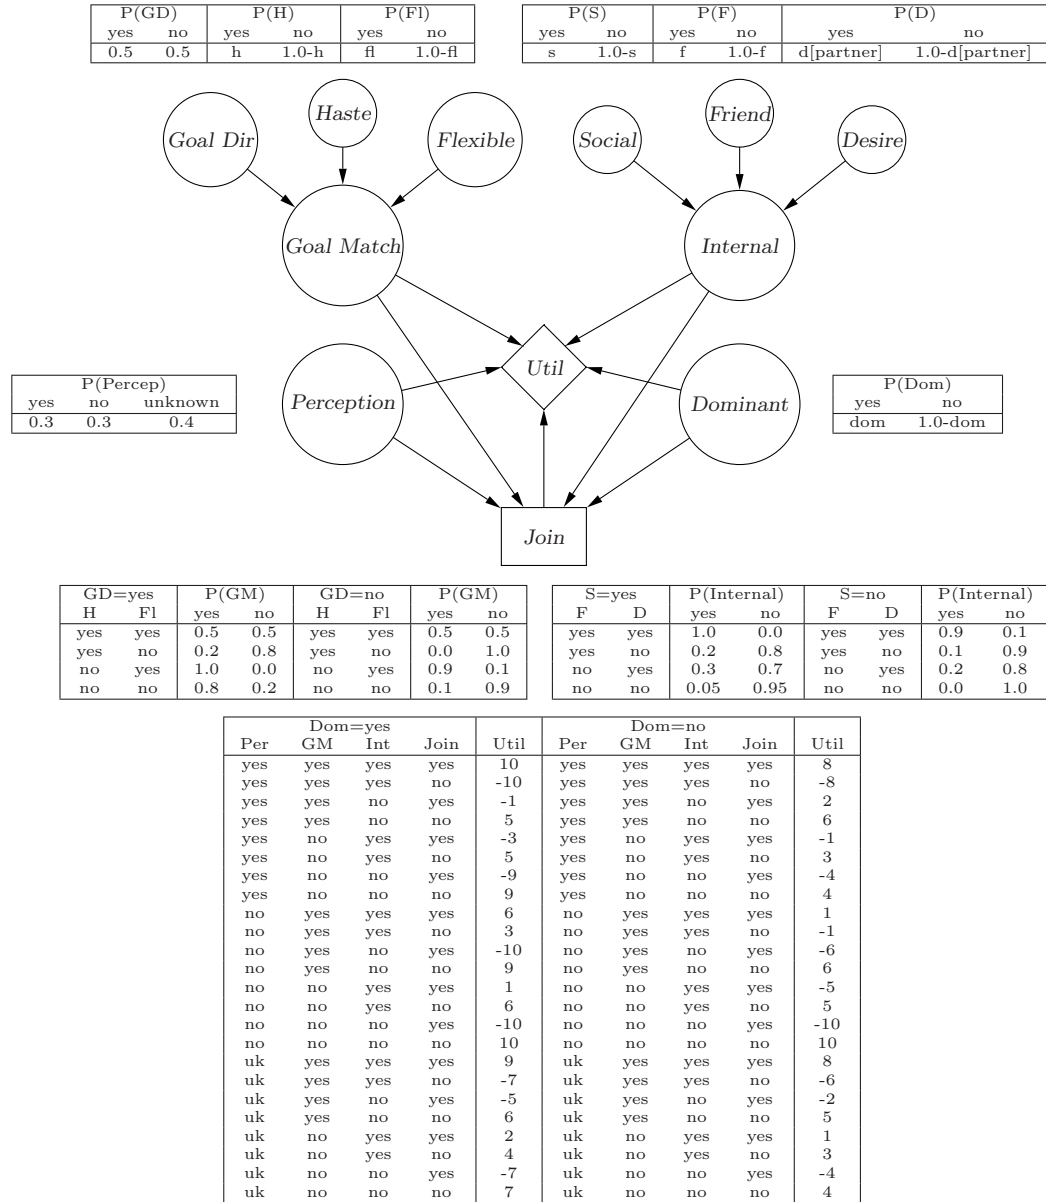 P(GD) P(H) P(Fl) P(S) P(F) P(D)
yes no yes no yes no yes no yes no yes no
0.5 0.5 h 1.0-h fl 1.0-fl s 1.0-s f 1.0-f d[partner] 1.0-d[partner]
Goal Dir Haste Flexible Social Friend Desire
Goal Match Internal
Util
Perception Dominant
P(Percep)
yes no unknown
0.3 0.3 0.4
P(Dom)
yes no
dom 1.0-dom
Join
GD=yes P(GM) GD=no P(GM)
H Fl yes no H Fl yes no
yes yes 0.5 0.5 yes yes 0.5 0.5
yes no 0.2 0.8 yes no 0.0 1.0
no yes 1.0 0.0 no yes 0.9 0.1
no no 0.8 0.2 no no 0.1 0.9
S=yes P(Internal) S=no P(Internal)
F D yes no F D yes no
yes yes 1.0 0.0 yes yes 0.9 0.1
yes no 0.2 0.8 yes no 0.1 0.9
no yes 0.3 0.7 no yes 0.2 0.8
no no 0.05 0.95 no no 0.0 1.0
Dom=yes Dom=no
Per GM Int Join Util Per GM Int Join Util
yes yes yes yes 10 yes yes yes yes 8
yes yes yes no -10 yes yes yes no -8
yes yes no yes -1 yes yes no yes 2
yes yes no no 5 yes yes no no 6
yes no yes yes -3 yes no yes yes -1
yes no yes no 5 yes no yes no 3
yes no no yes -9 yes no no yes -4
yes no no no 9 yes no no no 4
no yes yes yes 6 no yes yes yes 1
no yes yes no 3 no yes yes no -1
no yes no yes -10 no yes no yes -6
no yes no no 9 no yes no no 6
no no yes yes 1 no no yes yes -5
no no yes no 6 no no yes no 5
no no no yes -10 no no no yes -10
no no no no 10 no no no no 10
uk yes yes yes 9 uk yes yes yes 8
uk yes yes no -7 uk yes yes no -6
uk yes no yes -5 uk yes no yes -2
uk yes no no 6 uk yes no no 5
uk no yes yes 2 uk no yes yes 1
uk no yes no 4 uk no yes no 3
uk no no yes -7 uk no no yes -4
uk no no no 7 uk no no no 4